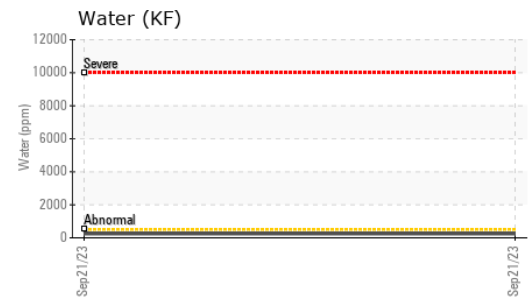 Water (KF)
12000
Severe
10000
8000
Water (ppm)
6000
4000
2000
Abnormal
0
Sep21/23
Sep21/23